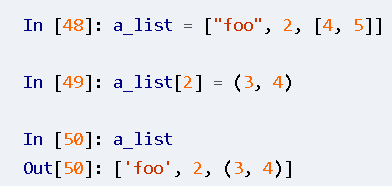 In [48]: a_list = ["foo", 2, [4, 5]]
In [49]: a_list[2] = (3, 4)
In [50]: a_list
Out[50]: ['foo', 2, (3, 4)]